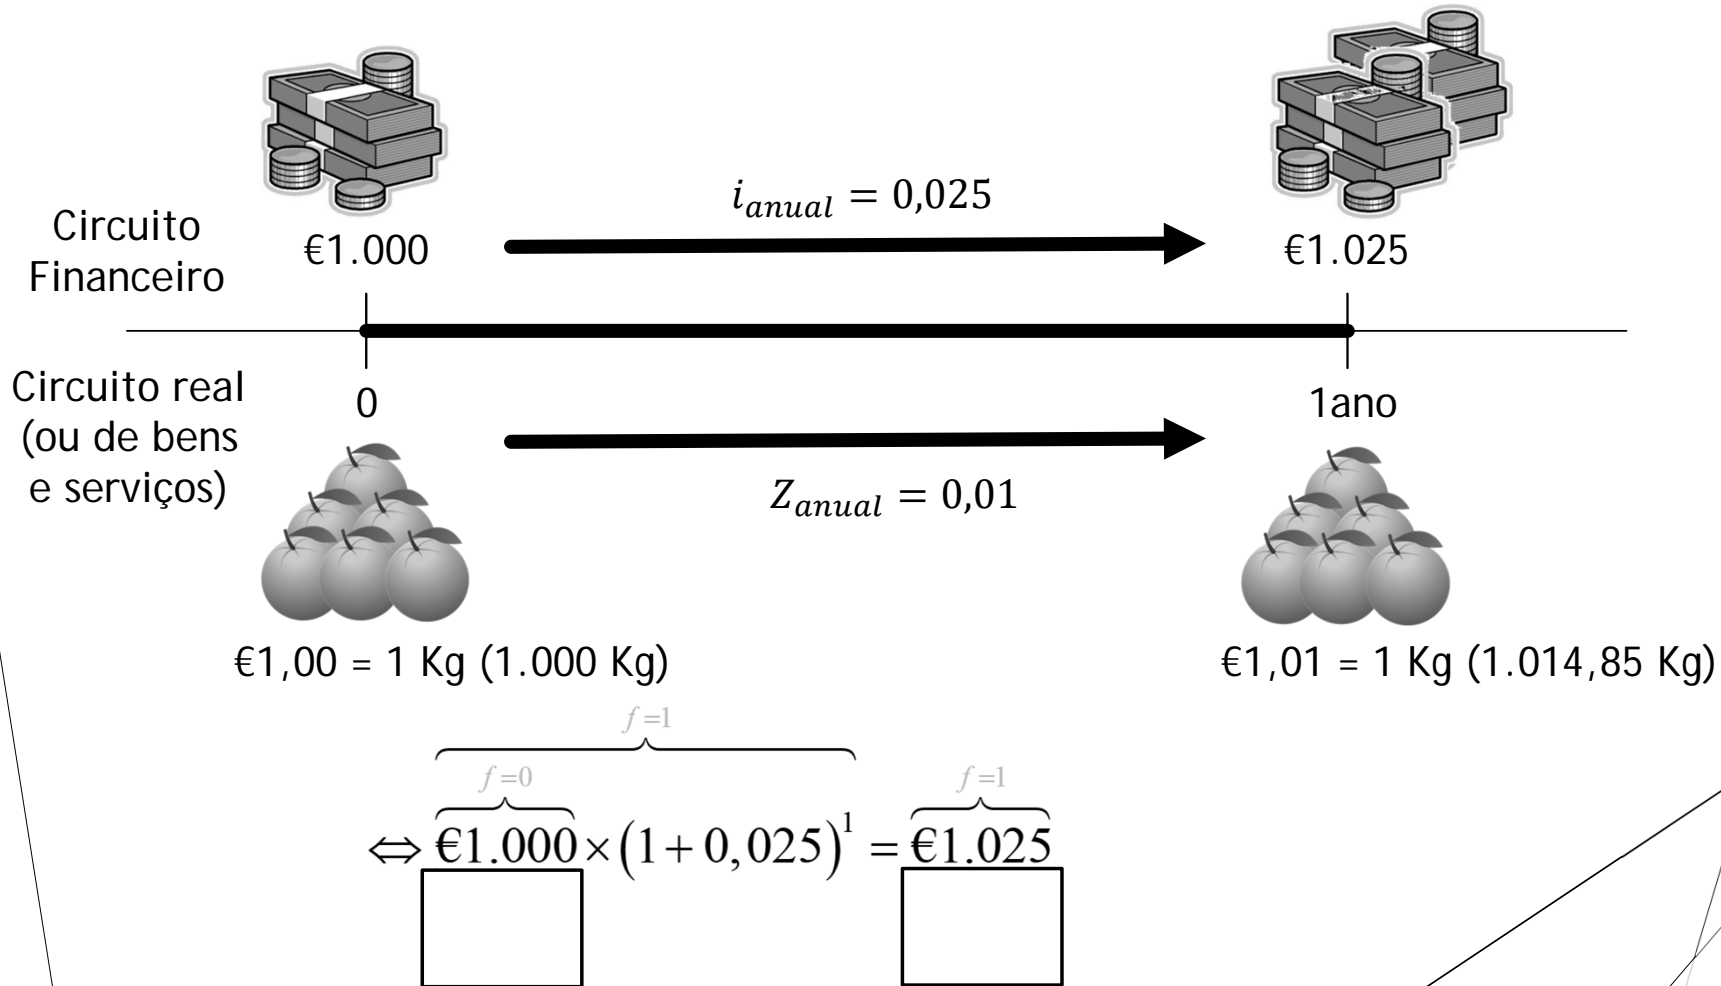 Circuito
Financeiro
€1.000
i_anual = 0,025
€1.025
Circuito real
(ou de bens
e serviços)
0
1ano
Z_anual = 0,01
€1,00 = 1 Kg (1.000 Kg)
€1,01 = 1 Kg (1.014,85 Kg)
f=1
f=0
f=1
⇔ €1.000×(1+0,025)¹ = €1.025